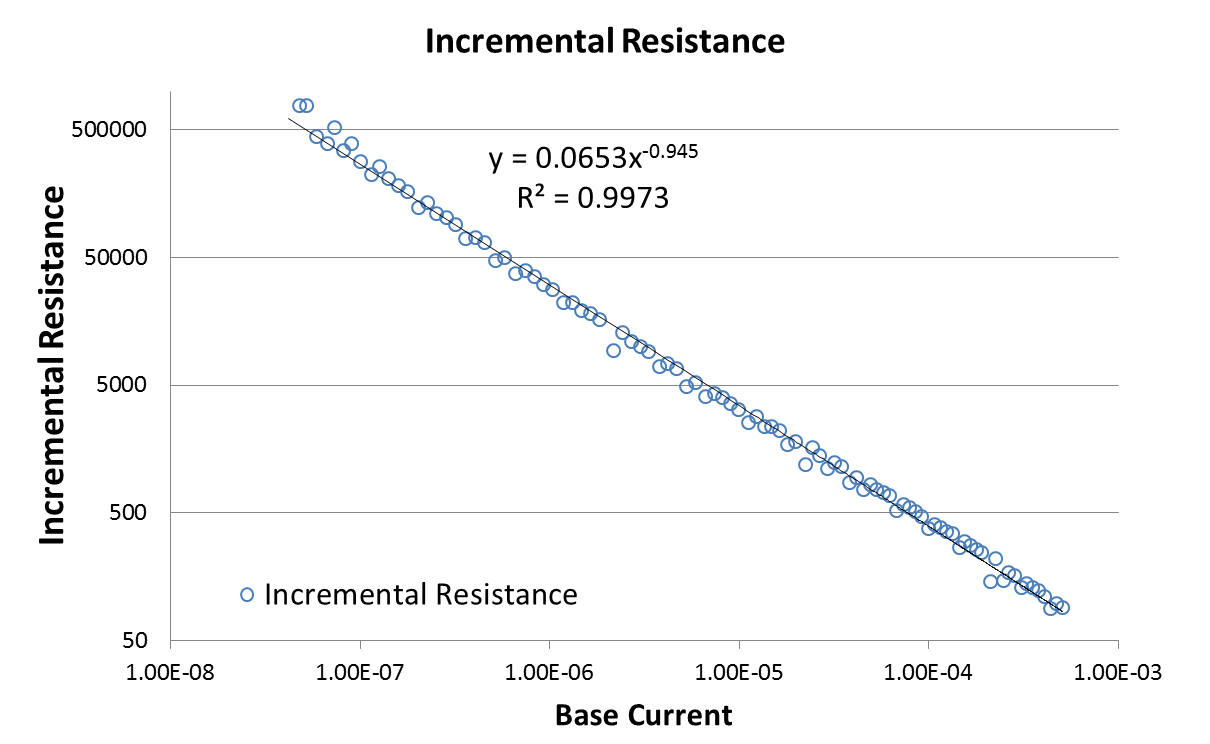 Incremental Resistance
500000
50000
5000
500
50
Incremental Resistance
y = 0.0653x⁻⁰·⁹⁴⁵
R² = 0.9973
Incremental Resistance
1.00E-08 1.00E-07 1.00E-06 1.00E-05 1.00E-04 1.00E-03
Base Current